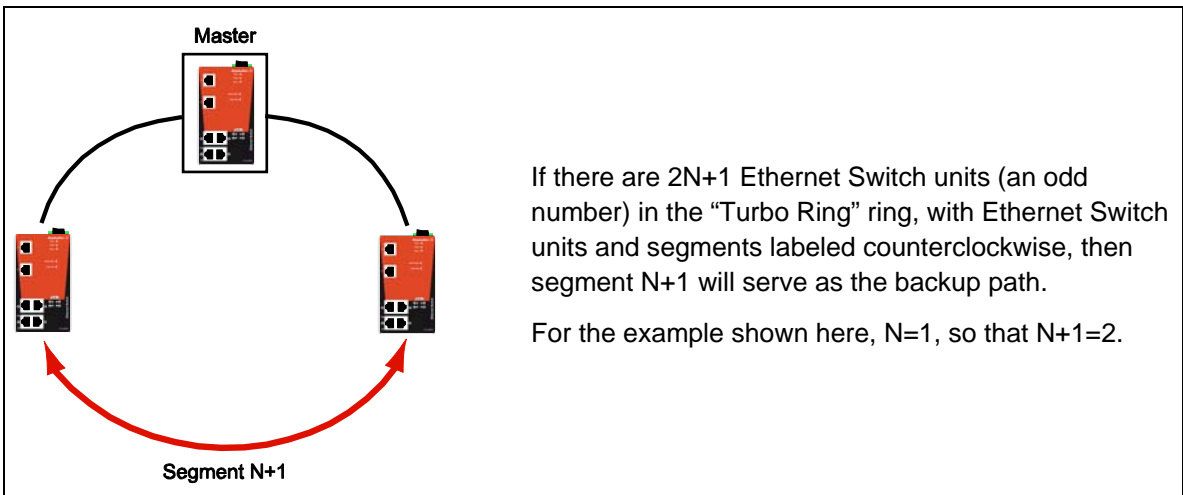 Master
If there are 2N+1 Ethernet Switch units (an odd
number) in the “Turbo Ring” ring, with Ethernet Switch
units and segments labeled counterclockwise, then
segment N+1 will serve as the backup path.
For the example shown here, N=1, so that N+1=2.
Segment N+1